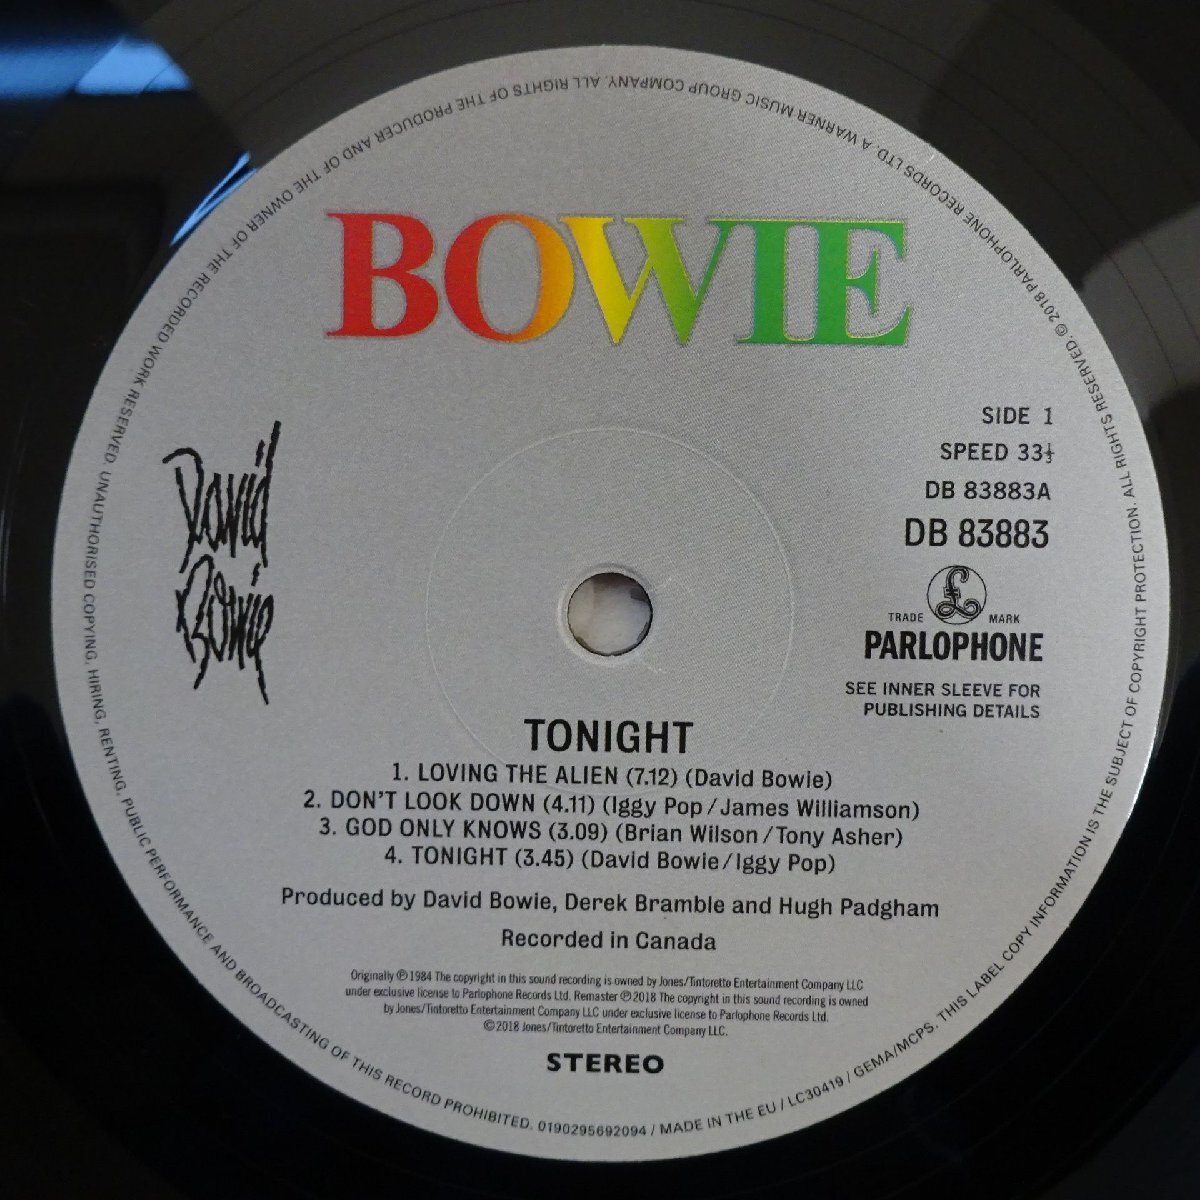 BOWIE
David
Bowie
SIDE 1
SPEED 33⅓
DB 83883A
DB 83883
TRADE MARK
PARLOPHONE
SEE INNER SLEEVE FOR
PUBLISHING DETAILS
TONIGHT
1. LOVING THE ALIEN (7.12) (David Bowie)
2. DON'T LOOK DOWN (4.11) (Iggy Pop/James Williamson)
3. GOD ONLY KNOWS (3.09) (Brian Wilson/Tony Asher)
4. TONIGHT (3.45) (David Bowie/Iggy Pop)
Produced by David Bowie, Derek Bramble and Hugh Padgham
Recorded in Canada
Originally ℗1984 The copyright in this sound recording is owned by Jones/Tintoretto Entertainment Company LLC
under exclusive license to Parlophone Records Ltd. Remaster ℗2018 The copyright in this sound recording is owned
by Jones/Tintoretto Entertainment Company LLC under exclusive license to Parlophone Records Ltd.
©2018 Jones/Tintoretto Entertainment Company LLC.
STEREO
© 2018 PARLOPHONE RECORDS LTD. A WARNER MUSIC GROUP COMPANY. ALL RIGHTS OF THE PRODUCER AND OF THE OWNER OF THE RECORDED WORK RESERVED. UNAUTHORISED COPYING, HIRING, RENTING, PUBLIC PERFORMANCE AND BROADCASTING OF THIS RECORD PROHIBITED. 0190295692094 / MADE IN THE EU / LC30419 / GEMA/MCPS. THIS LABEL COPY INFORMATION IS THE SUBJECT OF COPYRIGHT PROTECTION. ALL RIGHTS RESERVED.